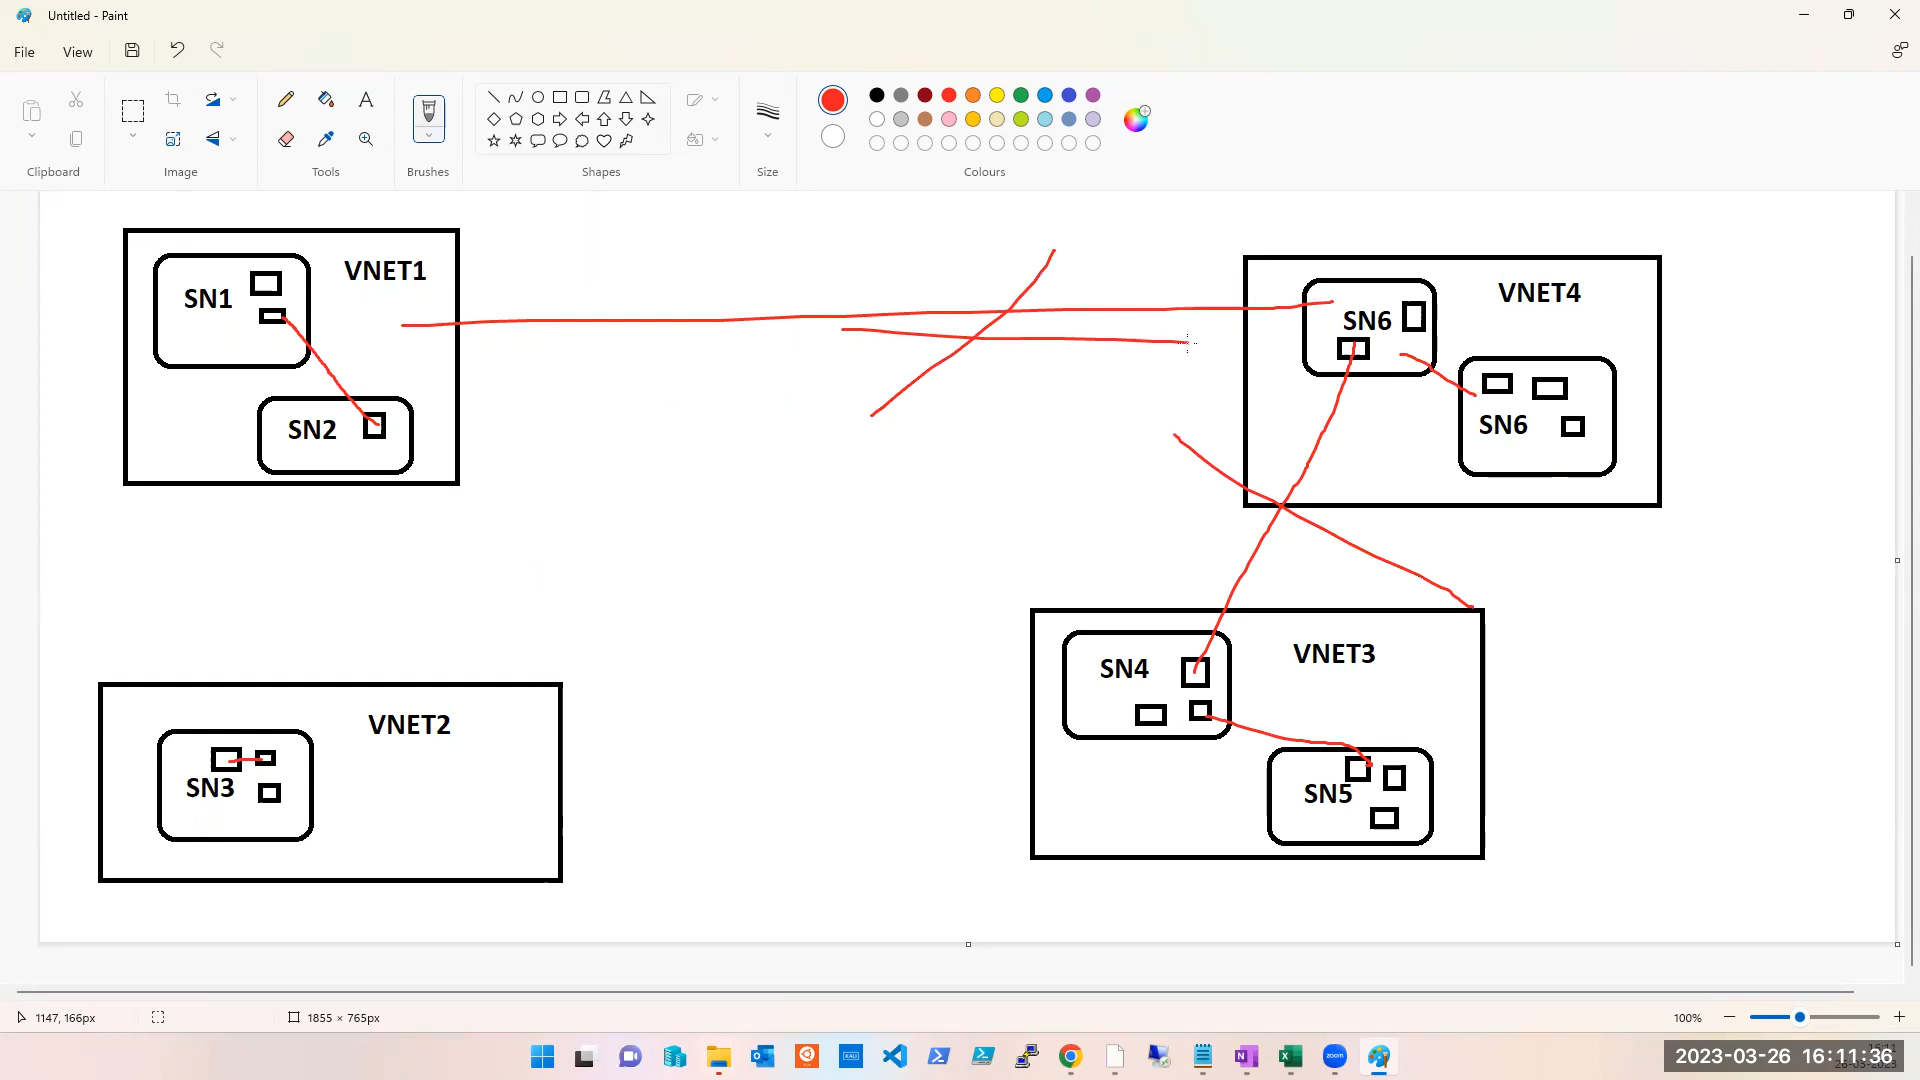 Untitled - Paint
File
View
Clipboard
Image
Tools
Brushes
Shapes
Size
Colours
VNET1
SN1
SN2
VNET4
SN6
SN6
VNET3
SN4
SN5
VNET2
SN3
1147, 166px
1855 × 765px
100%
2023-03-26 16:11:36